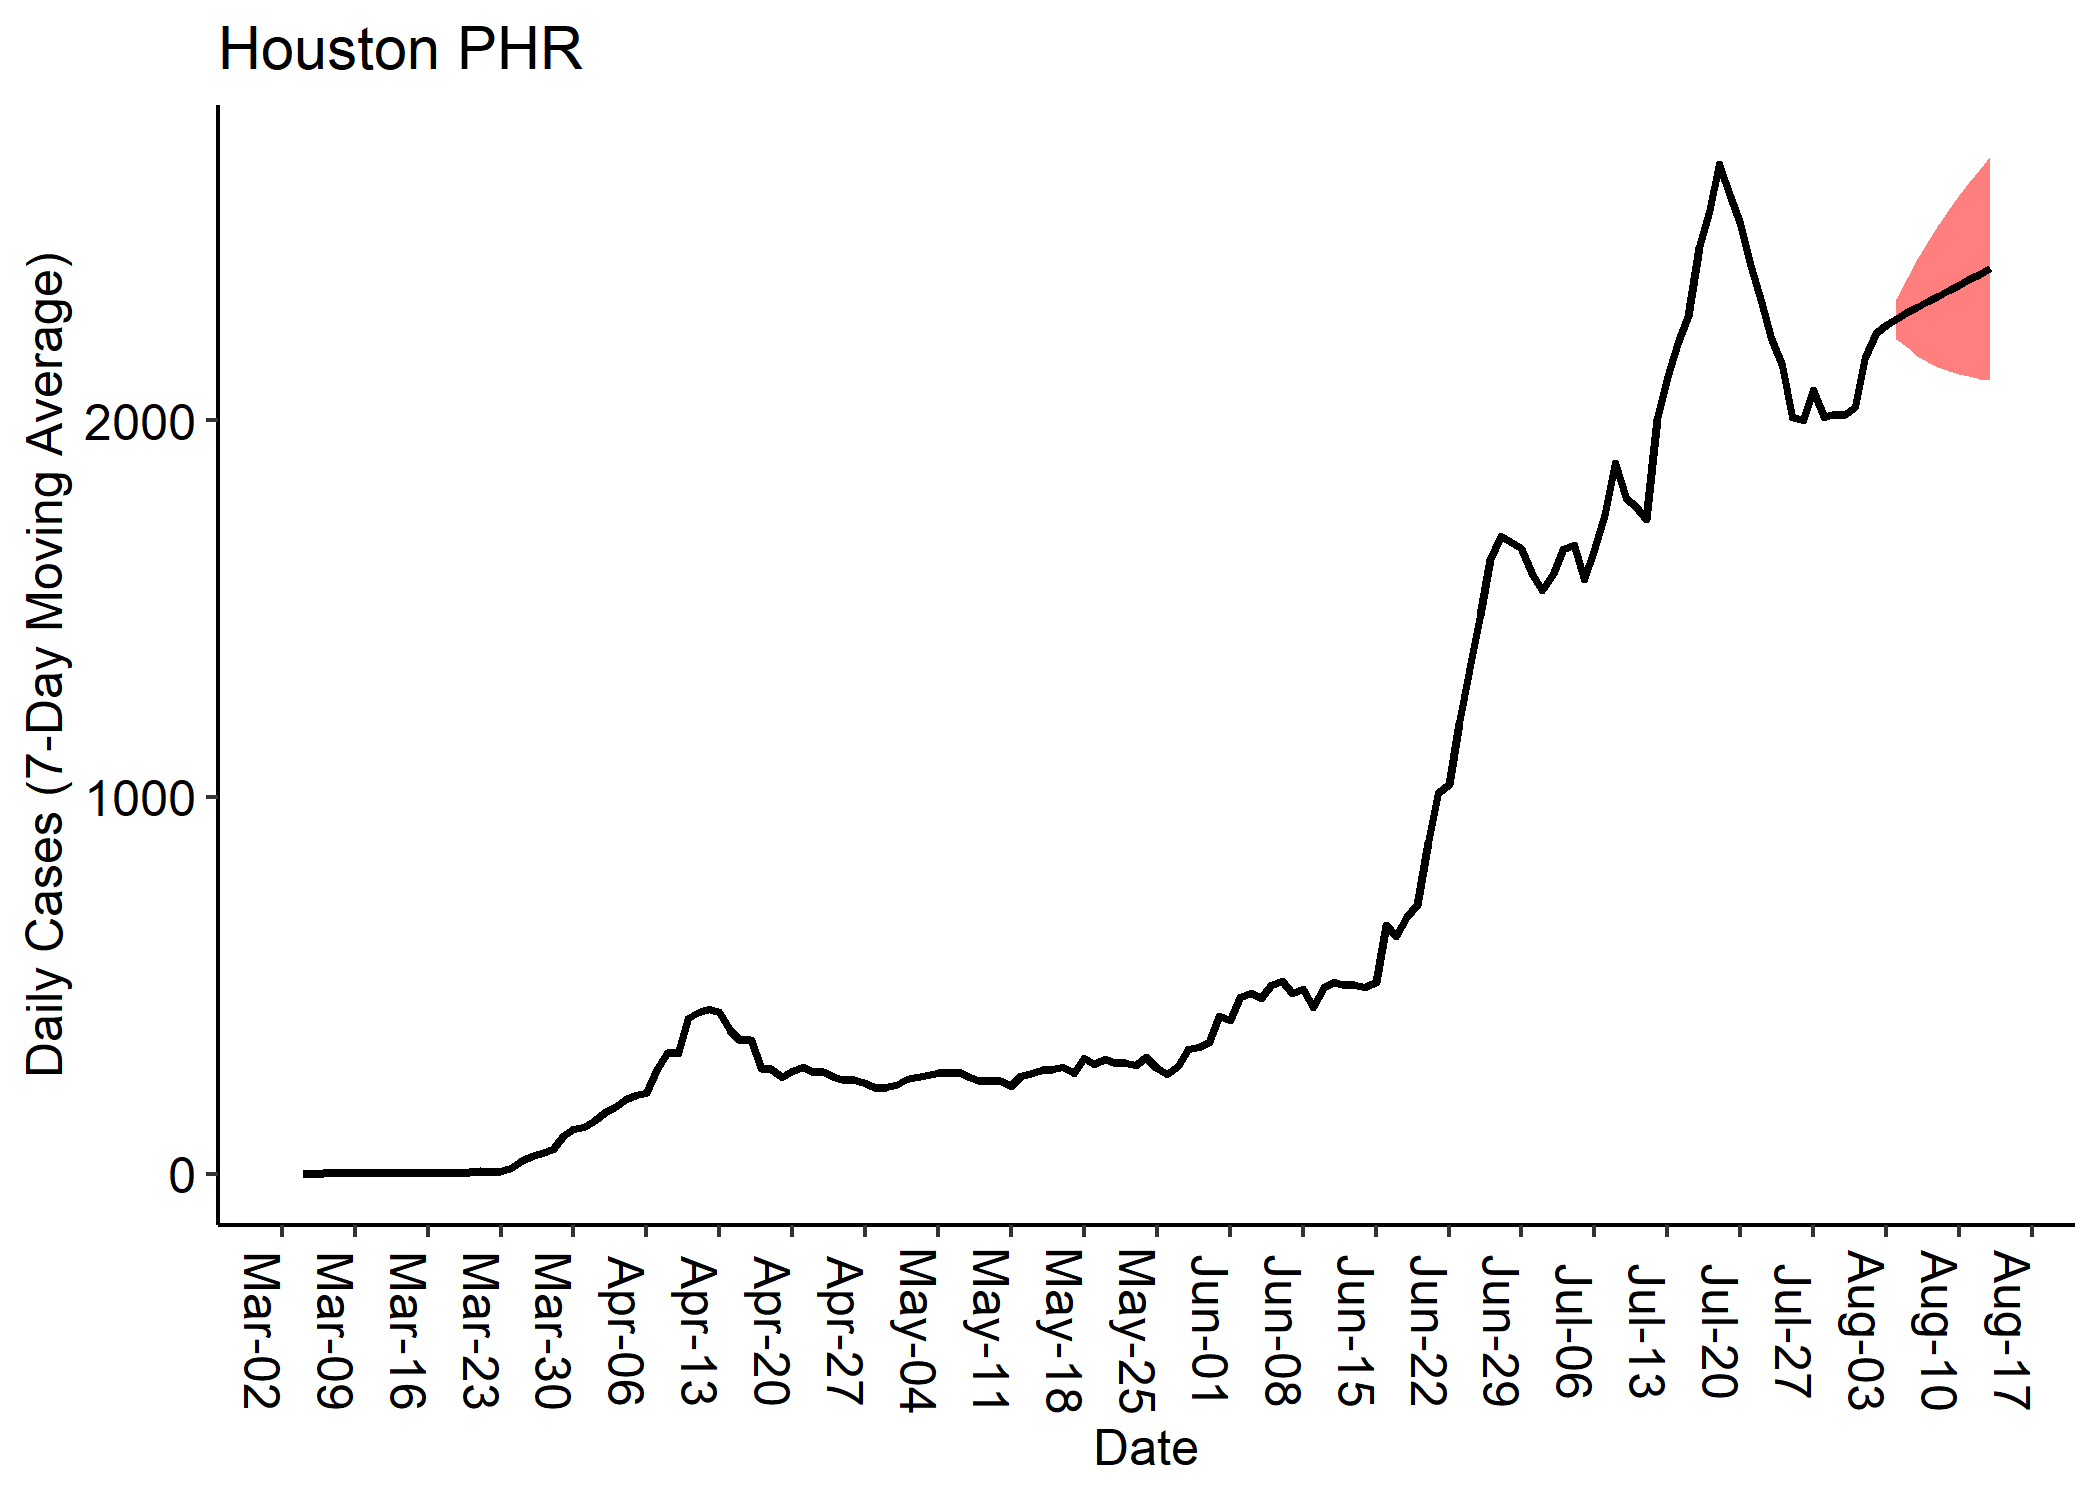 Houston PHR
Daily Cases (7-Day Moving Average)
2000
1000
0
Mar-02
Mar-09
Mar-16
Mar-23
Mar-30
Apr-06
Apr-13
Apr-20
Apr-27
May-04
May-11
May-18
May-25
Jun-01
Jun-08
Jun-15
Jun-22
Jun-29
Jul-06
Jul-13
Jul-20
Jul-27
Aug-03
Aug-10
Aug-17
Date